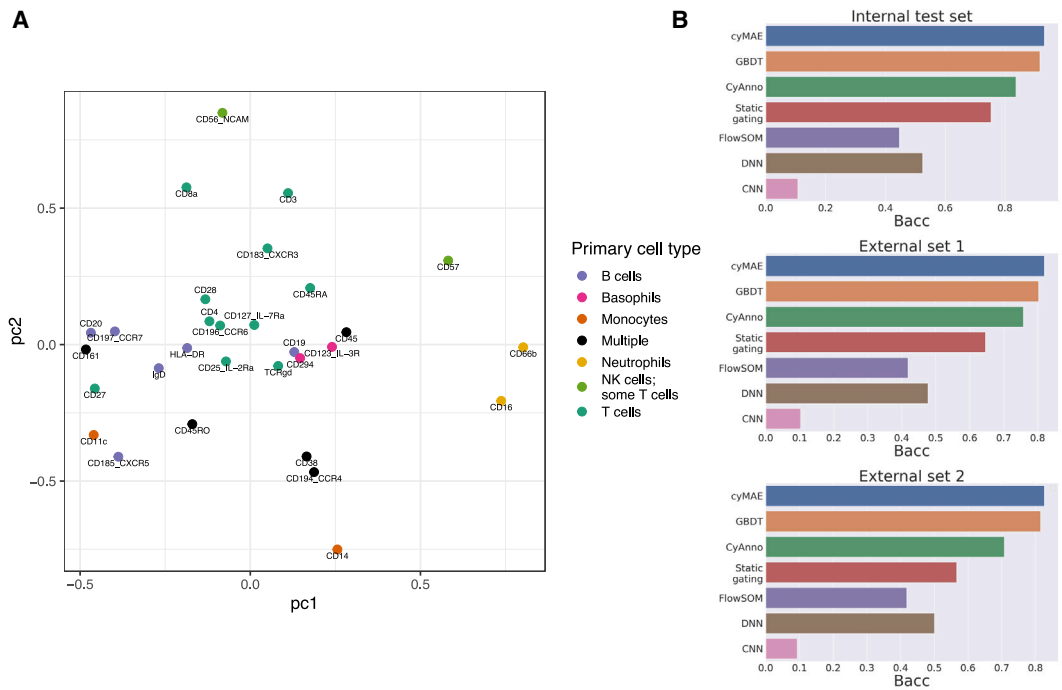 A
pc2
0.5
0.0
−0.5
CD56_NCAM
CD8a
CD3
CD183_CXCR3
CD57
CD28
CD45RA
CD4
CD127_IL−7Ra
CD20
CD197_CCR7
CD196_CCR6
CD45
CD19
CD123_IL−3R
CD66b
CD161
HLA−DR
CD25_IL−2Ra
CD294
TCRgd
IgD
CD27
CD16
CD45RO
CD11c
CD185_CXCR5
CD38
CD194_CCR4
CD14
−0.5
0.0
0.5
pc1
Primary cell type
B cells
Basophils
Monocytes
Multiple
Neutrophils
NK cells;
some T cells
T cells
B
Internal test set
cyMAE
GBDT
CyAnno
Static
gating
FlowSOM
DNN
CNN
0.0 0.2 0.4 0.6 0.8
Bacc
External set 1
cyMAE
GBDT
CyAnno
Static
gating
FlowSOM
DNN
CNN
0.0 0.1 0.2 0.3 0.4 0.5 0.6 0.7 0.8
Bacc
External set 2
cyMAE
GBDT
CyAnno
Static
gating
FlowSOM
DNN
CNN
0.0 0.1 0.2 0.3 0.4 0.5 0.6 0.7 0.8
Bacc